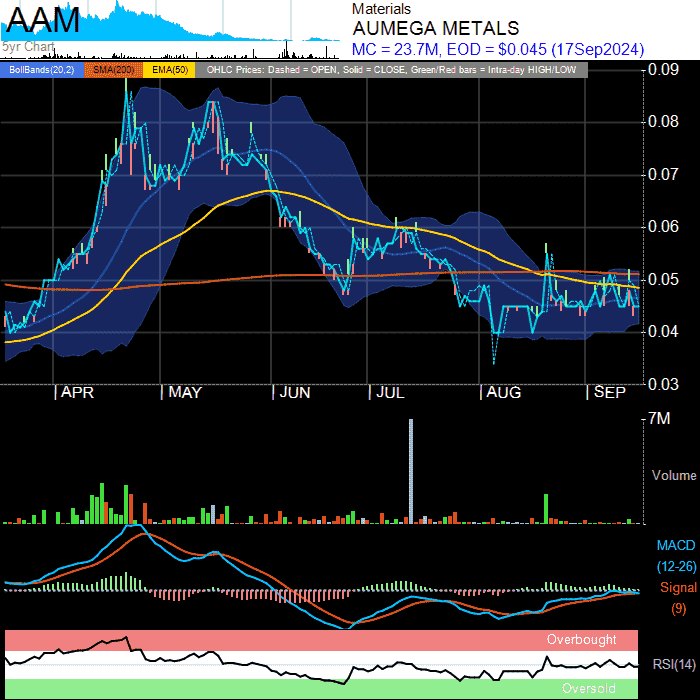 AAM
5yr Chart
Materials
AUMEGA METALS
MC = 23.7M, EOD = $0.045 (17Sep2024)
BollBands(20,2) SMA(200) EMA(50) OHLC Prices: Dashed = OPEN, Solid = CLOSE, Green/Red bars = Intra-day HIGH/LOW
0.09
0.08
0.07
0.06
0.05
0.04
0.03
| APR | MAY | JUN | JUL | AUG | SEP
7M
Volume
MACD
(12-26)
Signal
(9)
Overbought
RSI(14)
Oversold